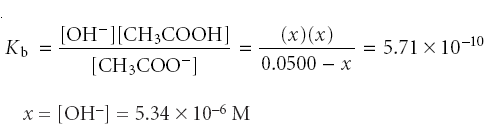 K_b = [OH⁻][CH₃COOH] / [CH₃COO⁻] = (x)(x) / 0.0500 − x = 5.71 × 10⁻¹⁰
x = [OH⁻] = 5.34 × 10⁻⁶ M